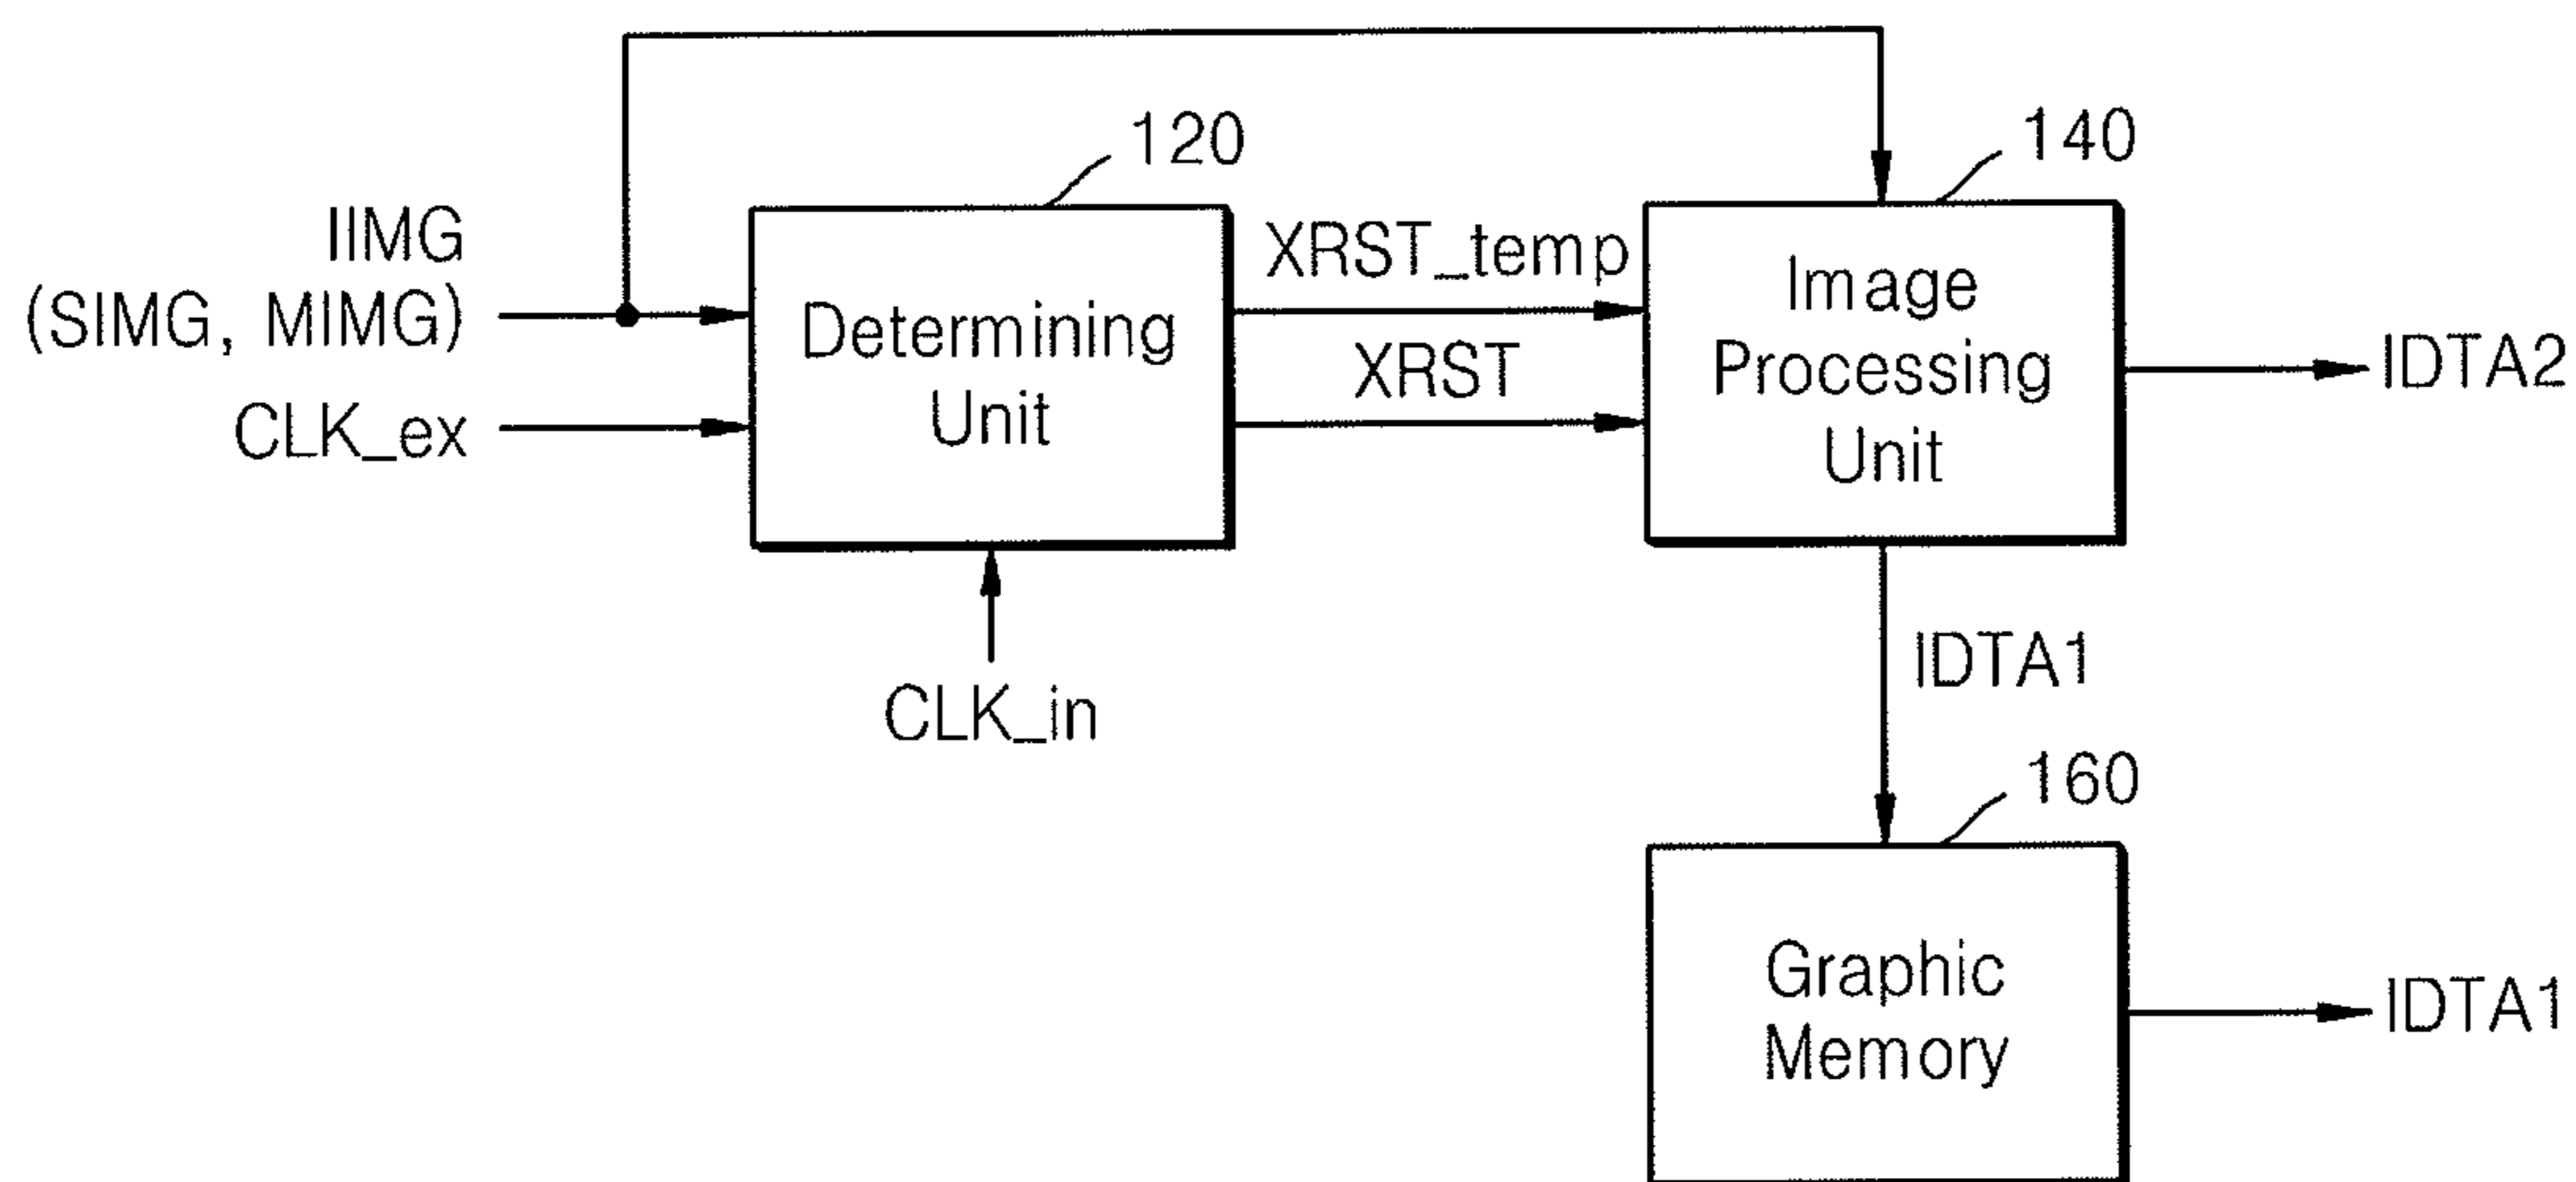 120
140
IIMG
(SIMG, MIMG)
CLK_ex
Determining
Unit
XRST_temp
XRST
Image
Processing
Unit
IDTA2
CLK_in
IDTA1
160
Graphic
Memory
IDTA1